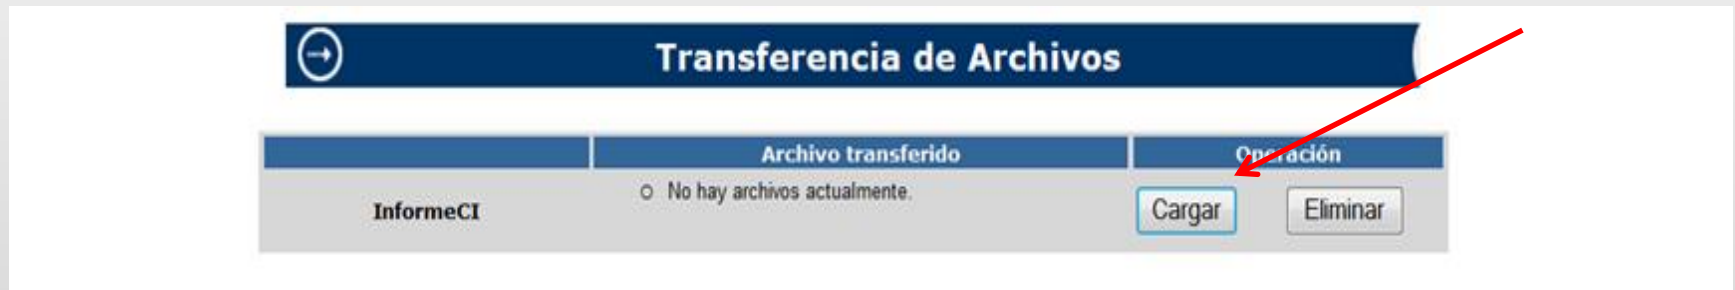 Transferencia de Archivos
Archivo transferido Operación
InformeCI No hay archivos actualmente. Cargar Eliminar